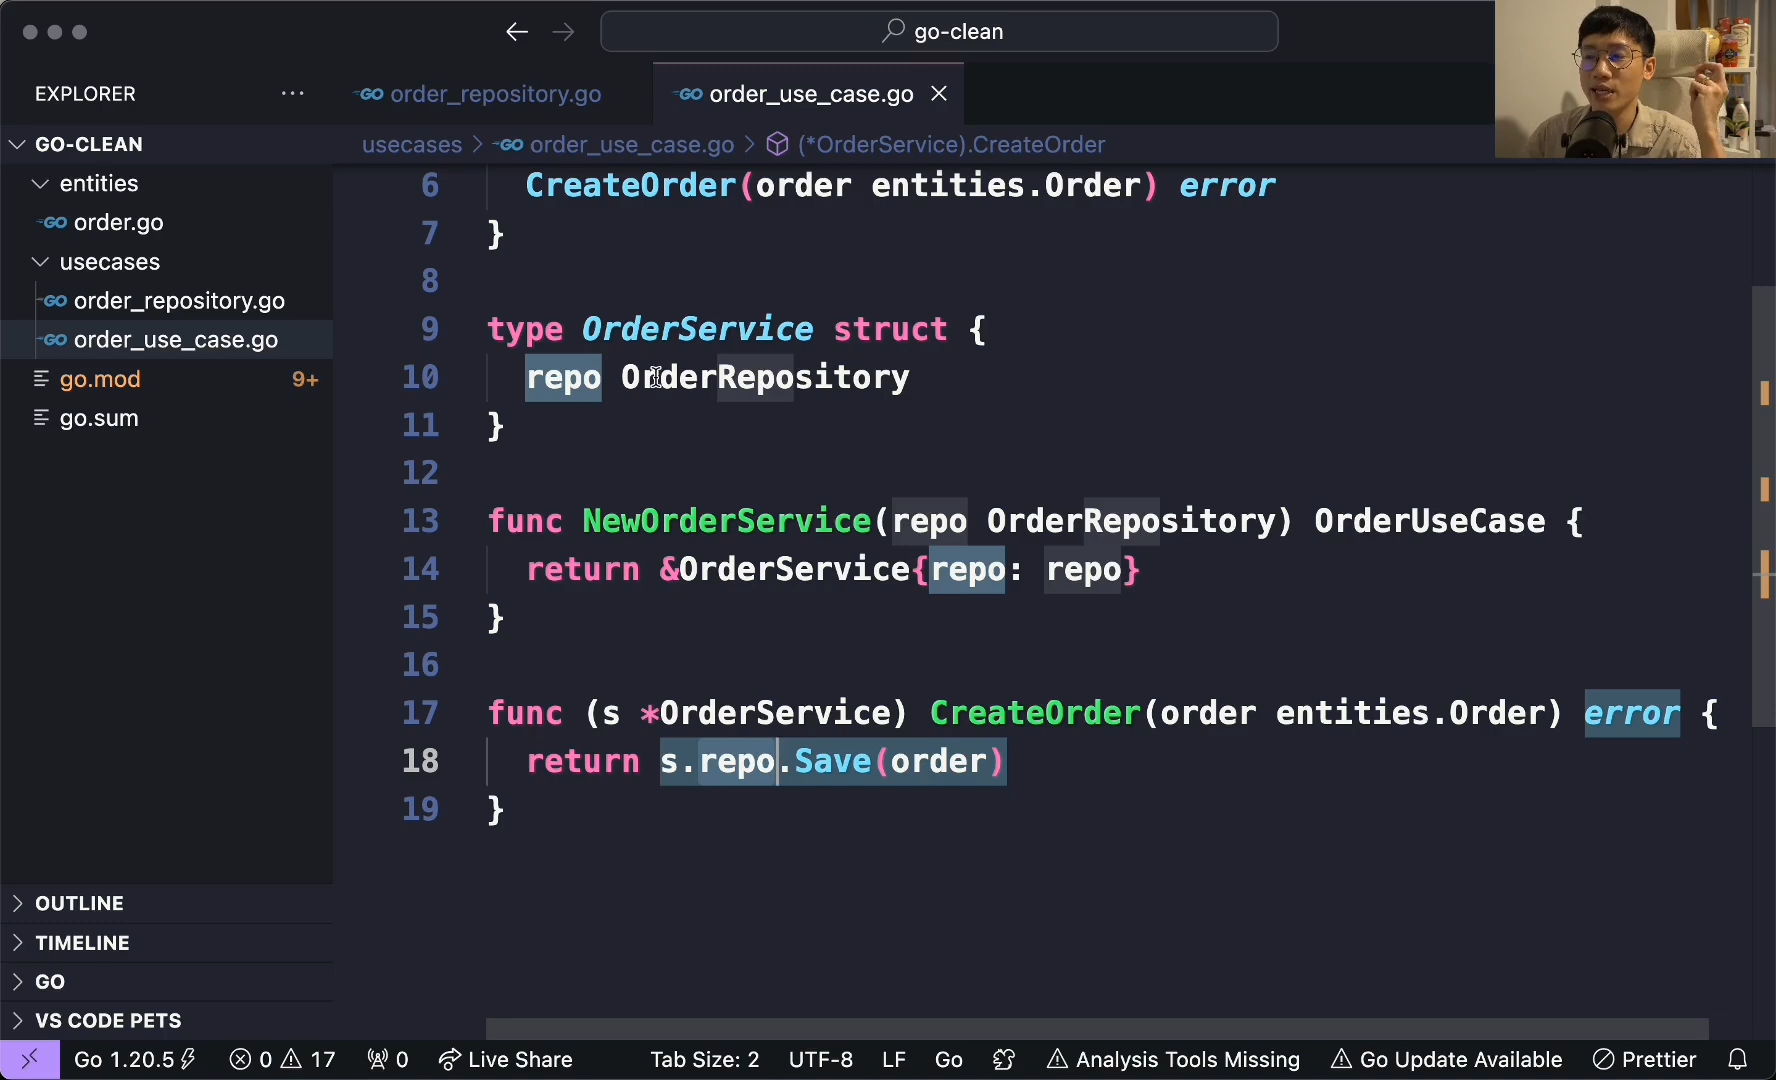 go-clean
EXPLORER
GO-CLEAN
entities
order.go
usecases
order_repository.go
order_use_case.go
go.mod 9+
go.sum
OUTLINE
TIMELINE
GO
VS CODE PETS
order_repository.go
order_use_case.go
usecases > order_use_case.go > (*OrderService).CreateOrder
6 CreateOrder(order entities.Order) error
7 }
8
9 type OrderService struct {
10 repo OrderRepository
11 }
12
13 func NewOrderService(repo OrderRepository) OrderUseCase {
14 return &OrderService{repo: repo}
15 }
16
17 func (s *OrderService) CreateOrder(order entities.Order) error {
18 return s.repo.Save(order)
19 }
Go 1.20.5 0 17 0 Live Share Tab Size: 2 UTF-8 LF Go Analysis Tools Missing Go Update Available Prettier